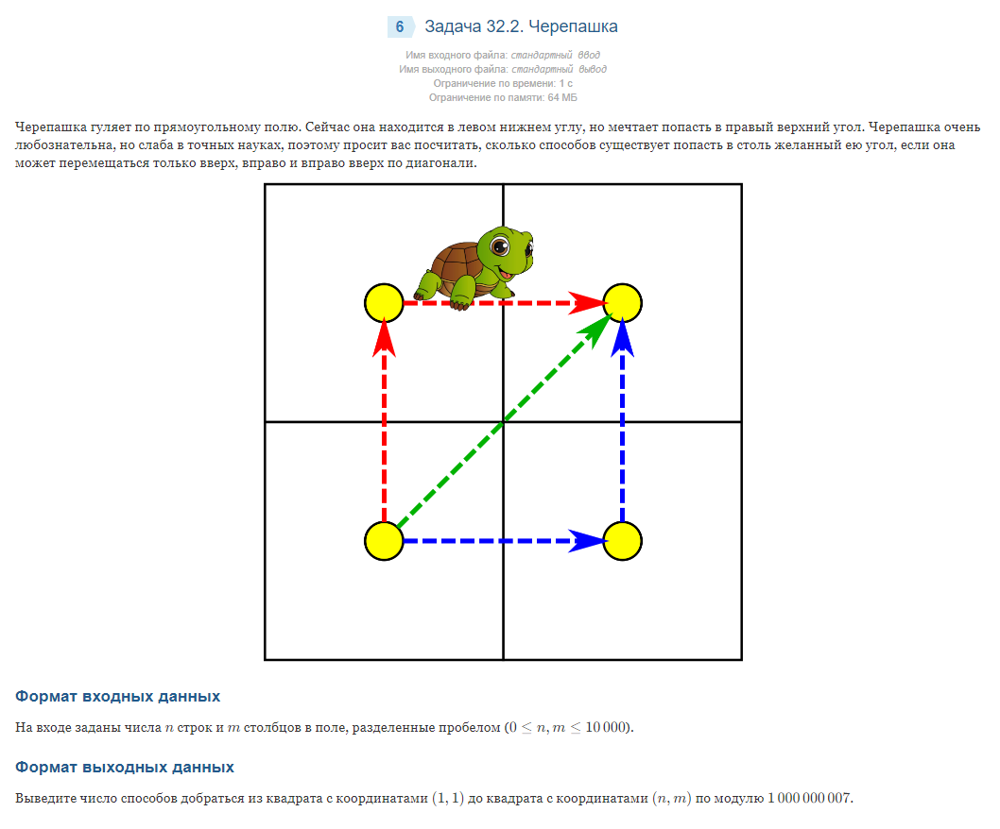 6 Задача 32.2. Черепашка
Имя входного файла: стандартный ввод
Имя выходного файла: стандартный вывод
Ограничение по времени: 1 с
Ограничение по памяти: 64 МБ
Черепашка гуляет по прямоугольному полю. Сейчас она находится в левом нижнем углу, но мечтает попасть в правый верхний угол. Черепашка очень
любознательна, но слаба в точных науках, поэтому просит вас посчитать, сколько способов существует попасть в столь желанный ею угол, если она
может перемещаться только вверх, вправо и вправо вверх по диагонали.
Формат входных данных
На входе заданы числа n строк и m столбцов в поле, разделенные пробелом (0 ≤ n, m ≤ 10 000).
Формат выходных данных
Выведите число способов добраться из квадрата с координатами (1, 1) до квадрата с координатами (n, m) по модулю 1 000 000 007.